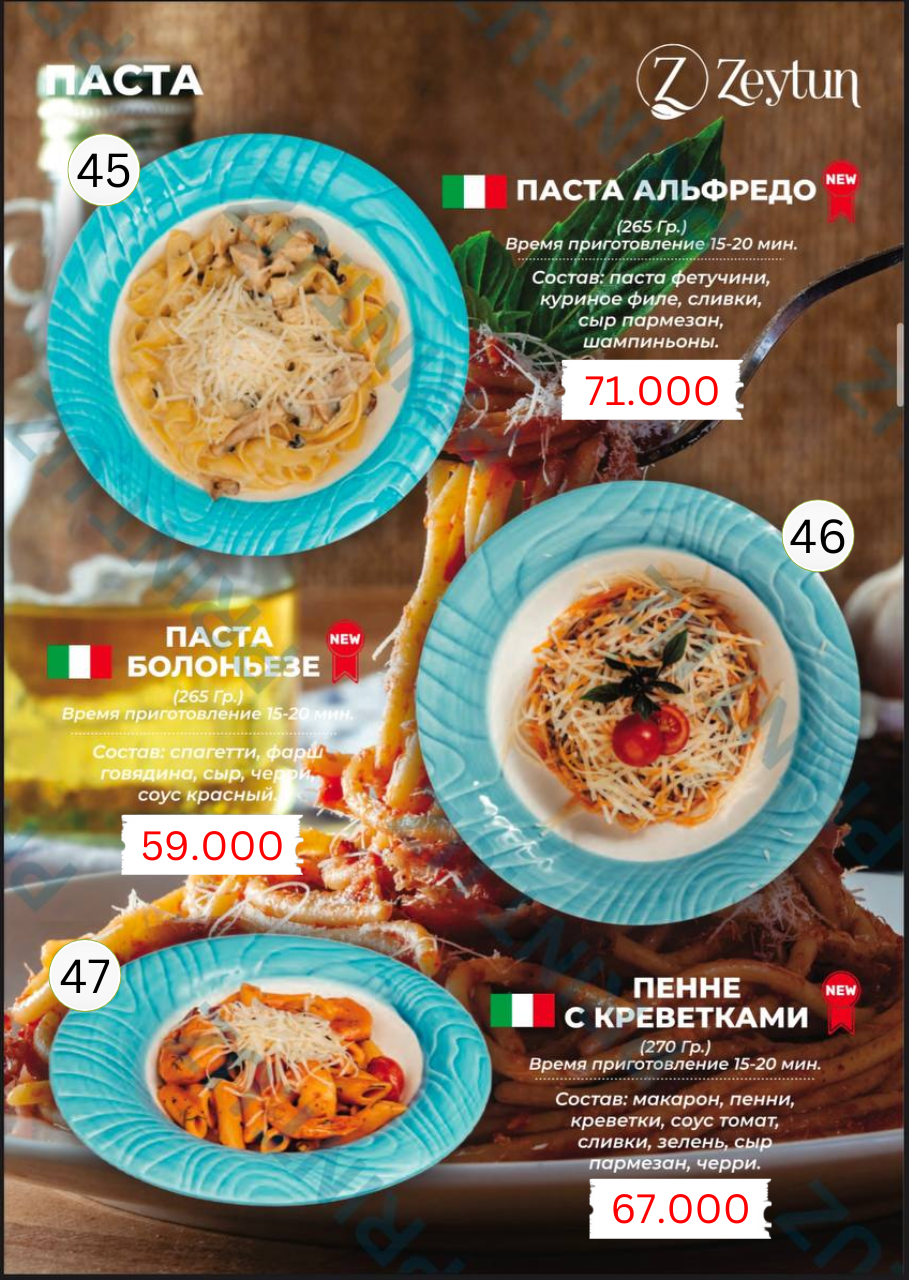 ПАСТА
Zeytun
45
ПАСТА АЛЬФРЕДО
NEW
(265 Гр.)
Время приготовление 15-20 мин.
Состав: паста фетучини,
куриное филе, сливки,
сыр пармезан,
шампиньоны.
71.000
46
ПАСТА
БОЛОНЬЕЗЕ
NEW
(265 Гр.)
Время приготовление 15-20 мин.
Состав: спагетти, фарш
говядина, сыр, черри,
соус красный.
59.000
47
ПЕННЕ
С КРЕВЕТКАМИ
NEW
(270 Гр.)
Время приготовление 15-20 мин.
Состав: макарон, пенни,
креветки, соус томат,
сливки, зелень, сыр
пармезан, черри.
67.000